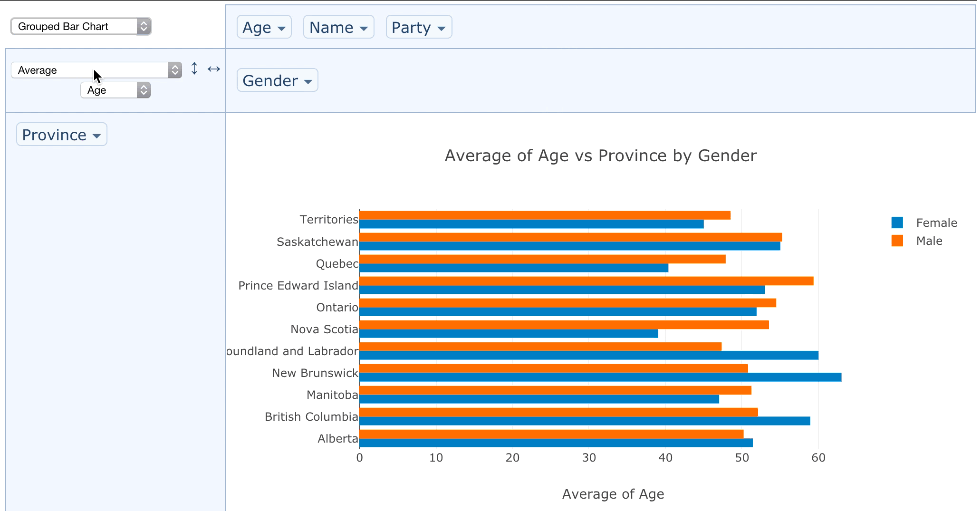 Grouped Bar Chart
Age Name Party
Average
Age
Gender
Province
Average of Age vs Province by Gender
Territories
Saskatchewan
Quebec
Prince Edward Island
Ontario
Nova Scotia
oundland and Labrador
New Brunswick
Manitoba
British Columbia
Alberta
0 10 20 30 40 50 60
Average of Age
Female
Male